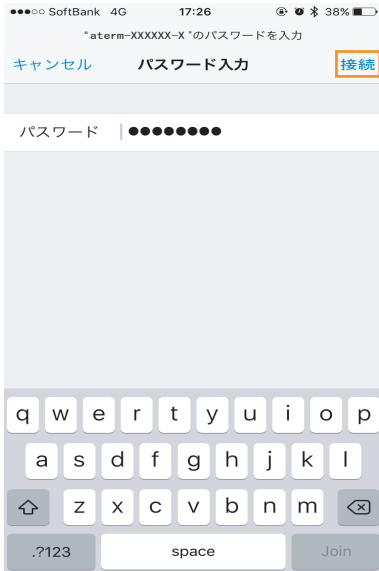 SoftBank 4G 17:26 38%
"aterm-XXXXXX-X"のパスワードを入力
キャンセル パスワード入力 接続
パスワード ●●●●●●●●
q w e r t y u i o p
a s d f g h j k l
z x c v b n m
.?123 space Join